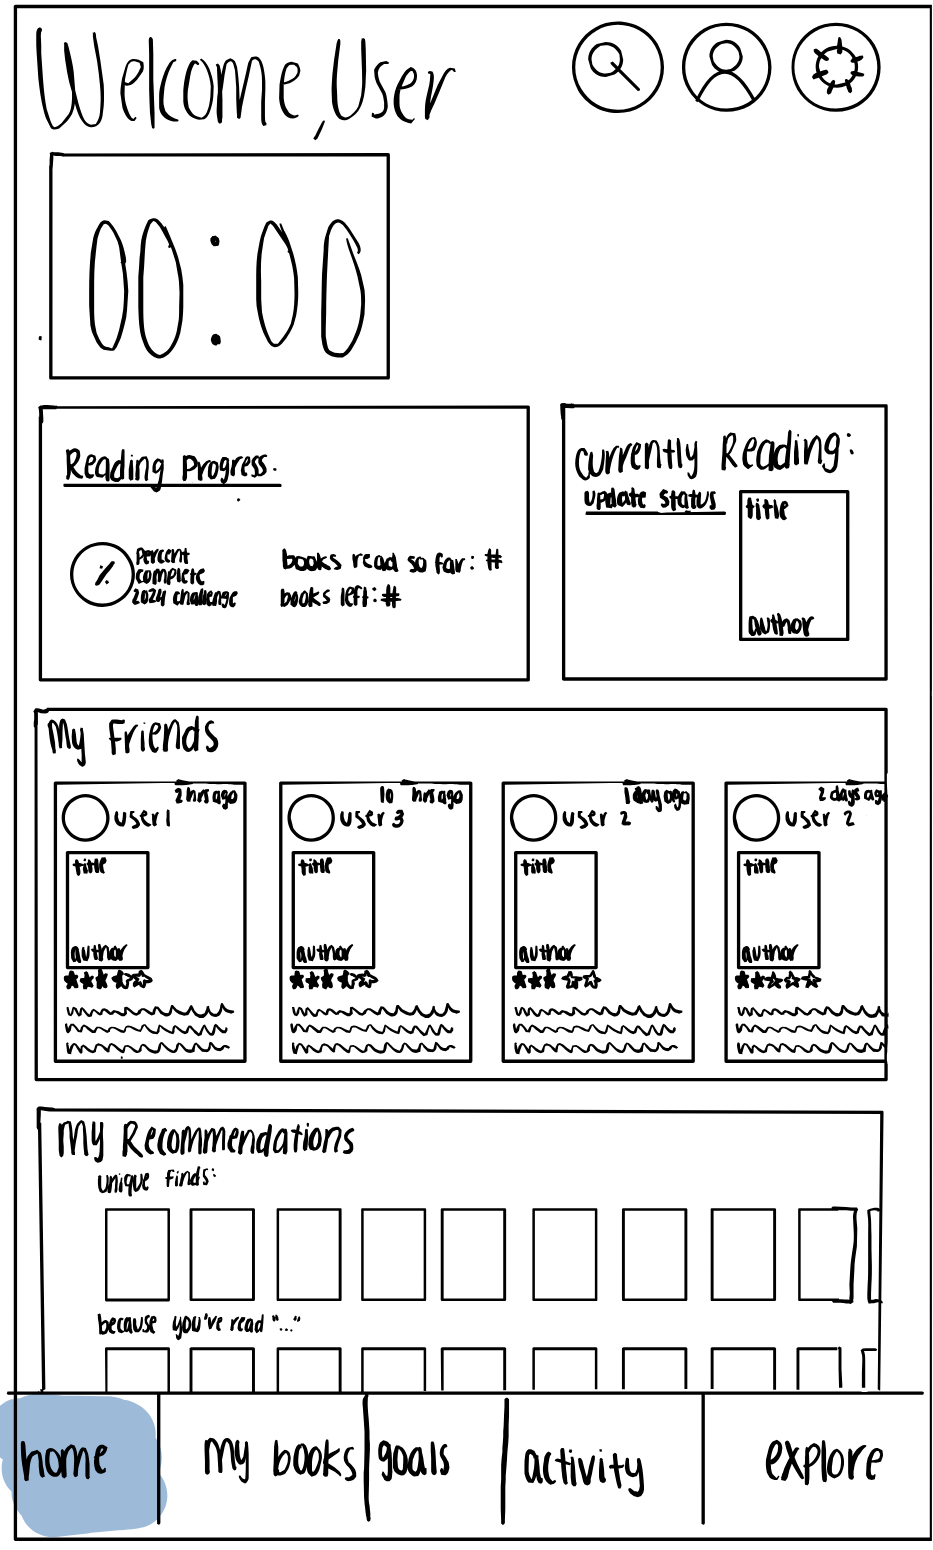 Welcome, User
00:00
Reading Progress.
%
Percent
complete
2024 challenge
books read so far: #
books left: #
Currently Reading:
update status
title
author
My Friends
2 hrs ago
user 1
title
author
10 hrs ago
user 3
title
author
1 day ago
user 2
title
author
2 days ago
user 2
title
author
My Recommendations
unique finds:
because you've read "..."
home
my books
goals
activity
explore